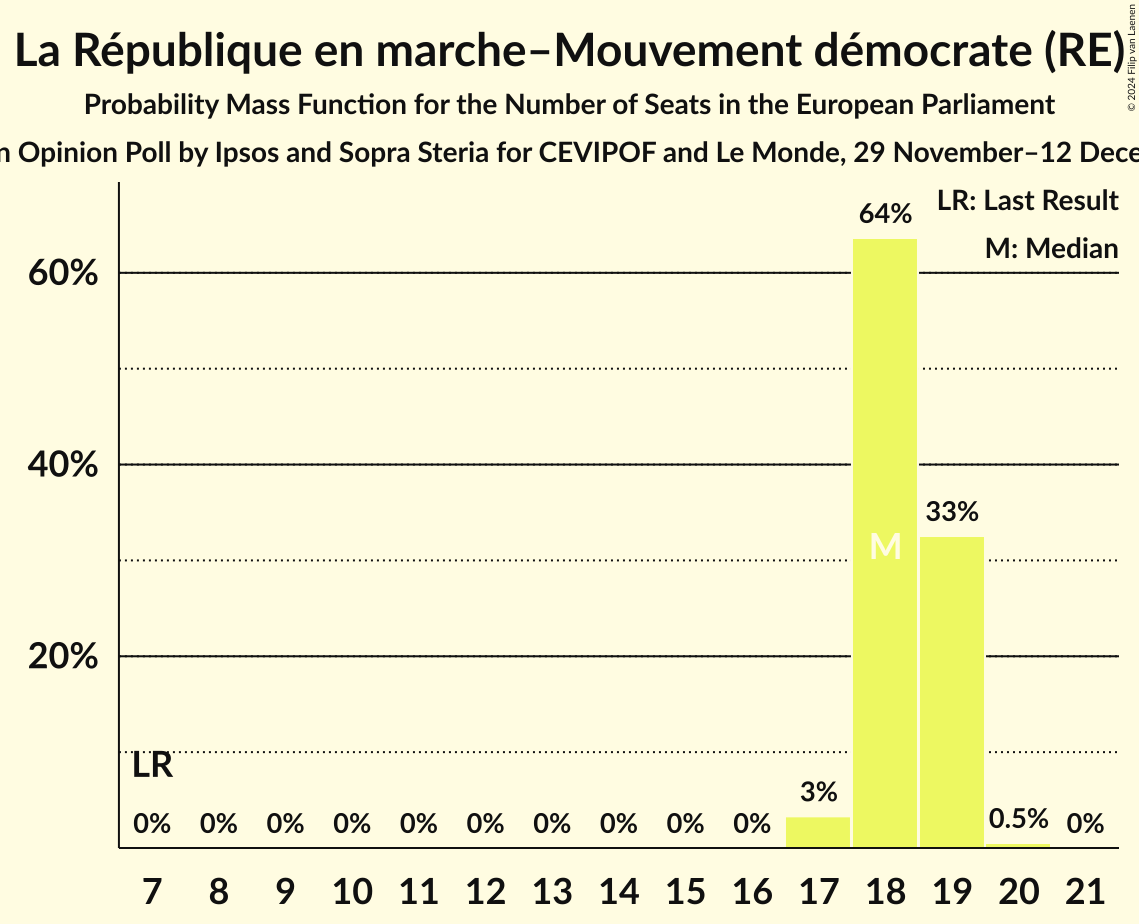 La République en marche–Mouvement démocrate (RE)
© 2024 Filip van Laenen
Probability Mass Function for the Number of Seats in the European Parliament
Opinion Poll by Ipsos and Sopra Steria for CEVIPOF and Le Monde, 29 November–12
LR: Last Result
M: Median
64%
60%
40%
33%
M
20%
LR
3%
0% 0% 0% 0% 0% 0% 0% 0% 0% 0% 0.5% 0%
7 8 9 10 11 12 13 14 15 16 17 18 19 20 21